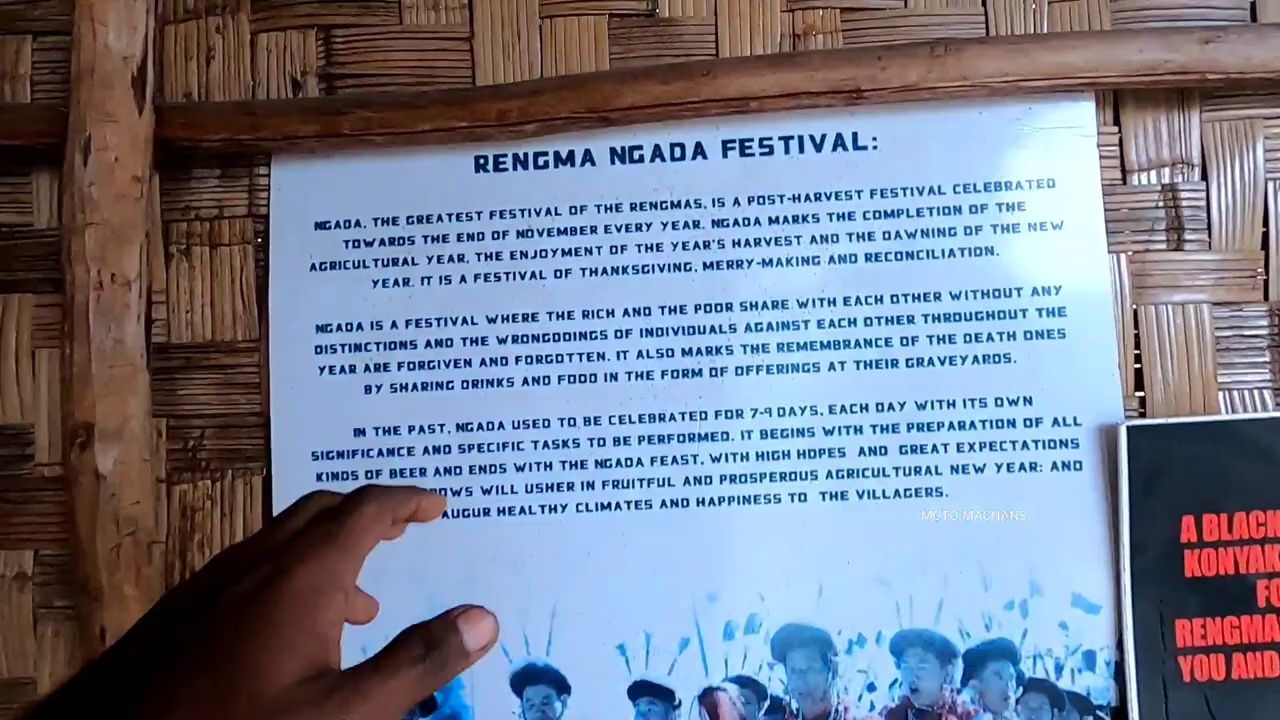 RENGMA NGADA FESTIVAL:
NGADA, THE GREATEST FESTIVAL OF THE RENGMAS, IS A POST-HARVEST FESTIVAL CELEBRATED
TOWARDS THE END OF NOVEMBER EVERY YEAR. NGADA MARKS THE COMPLETION OF THE
AGRICULTURAL YEAR, THE ENJOYMENT OF THE YEAR'S HARVEST AND THE DAWNING OF THE NEW
YEAR. IT IS A FESTIVAL OF THANKSGIVING, MERRY-MAKING AND RECONCILIATION.
NGADA IS A FESTIVAL WHERE THE RICH AND THE POOR SHARE WITH EACH OTHER WITHOUT ANY
DISTINCTIONS AND THE WRONGDOINGS OF INDIVIDUALS AGAINST EACH OTHER THROUGHOUT THE
YEAR ARE FORGIVEN AND FORGOTTEN. IT ALSO MARKS THE REMEMBRANCE OF THE DEATH ONES
BY SHARING DRINKS AND FOOD IN THE FORM OF OFFERINGS AT THEIR GRAVEYARDS.
IN THE PAST, NGADA USED TO BE CELEBRATED FOR 7-9 DAYS, EACH DAY WITH ITS OWN
SIGNIFICANCE AND SPECIFIC TASKS TO BE PERFORMED. IT BEGINS WITH THE PREPARATION OF ALL
KINDS OF BEER AND ENDS WITH THE NGADA FEAST, WITH HIGH HOPES AND GREAT EXPECTATIONS
WILL USHER IN FRUITFUL AND PROSPEROUS AGRICULTURAL NEW YEAR; AND
AUGUR HEALTHY CLIMATES AND HAPPINESS TO THE VILLAGERS.
MOTO MACHANS
A BLACK
KONYAK
RENGMA
YOU AND